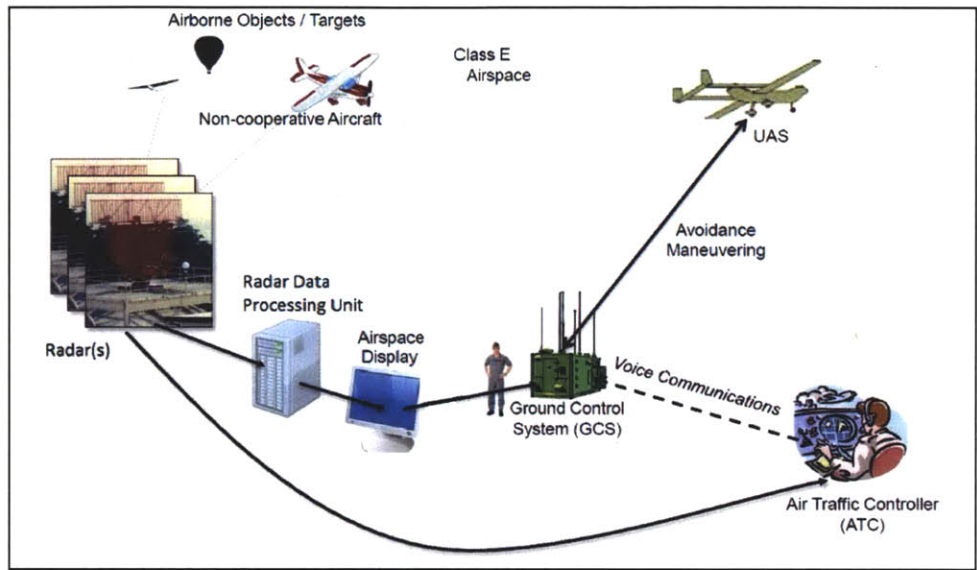 Airborne Objects / Targets
Class E
Airspace
Non-cooperative Aircraft
UAS
Avoidance
Maneuvering
Radar Data
Processing Unit
Airspace
Display
Radar(s)
Voice Communications
Ground Control
System (GCS)
Air Traffic Controller
(ATC)